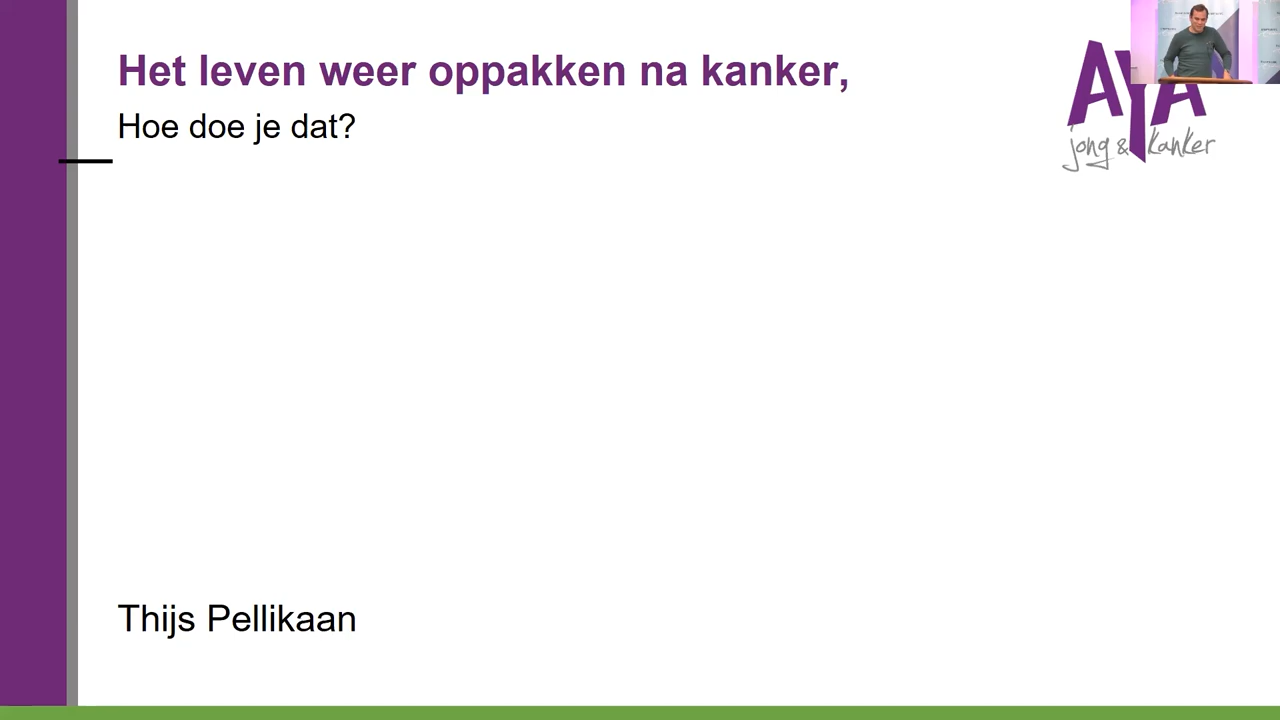 Het leven weer oppakken na kanker,
Hoe doe je dat?
AYA
jong & kanker
Thijs Pellikaan